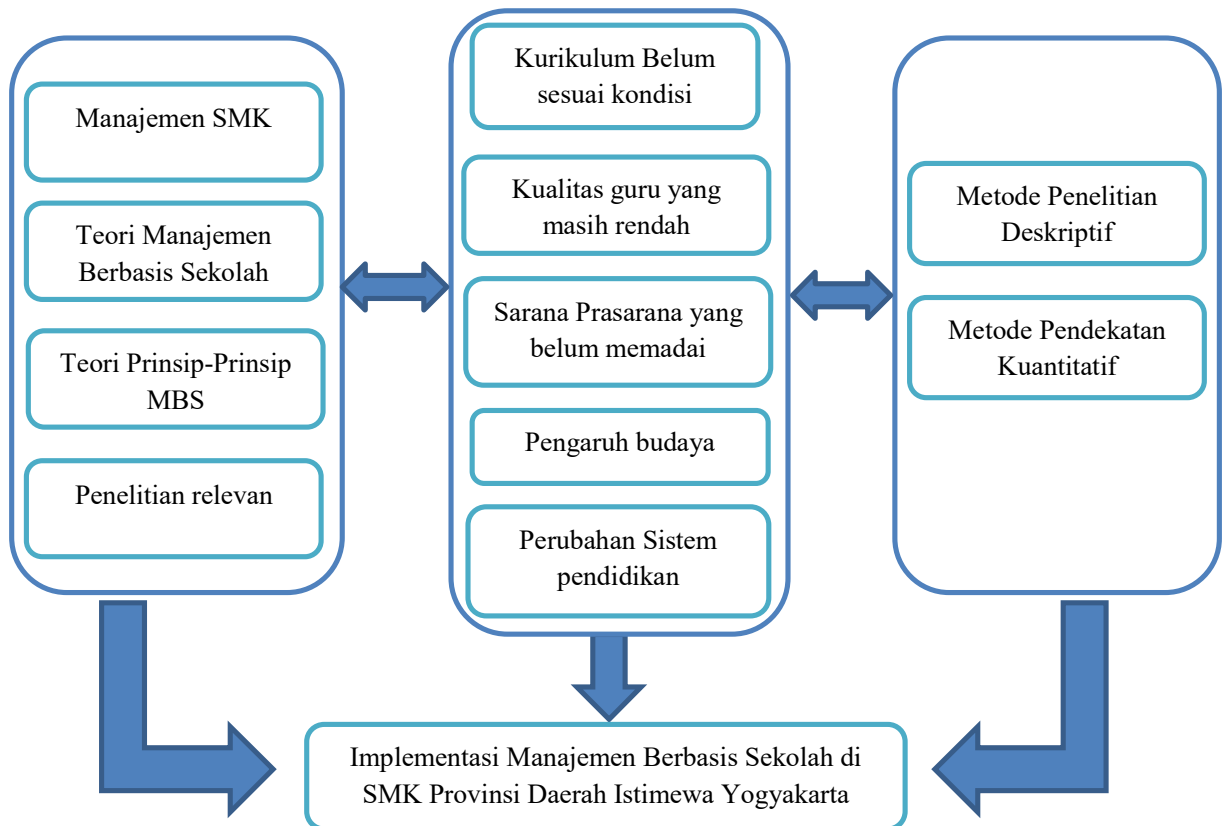 Manajemen SMK
Teori Manajemen
Berbasis Sekolah
Teori Prinsip-Prinsip
MBS
Penelitian relevan
Kurikulum Belum
sesuai kondisi
Kualitas guru yang
masih rendah
Sarana Prasarana yang
belum memadai
Pengaruh budaya
Perubahan Sistem
pendidikan
Metode Penelitian
Deskriptif
Metode Pendekatan
Kuantitatif
Implementasi Manajemen Berbasis Sekolah di
SMK Provinsi Daerah Istimewa Yogyakarta